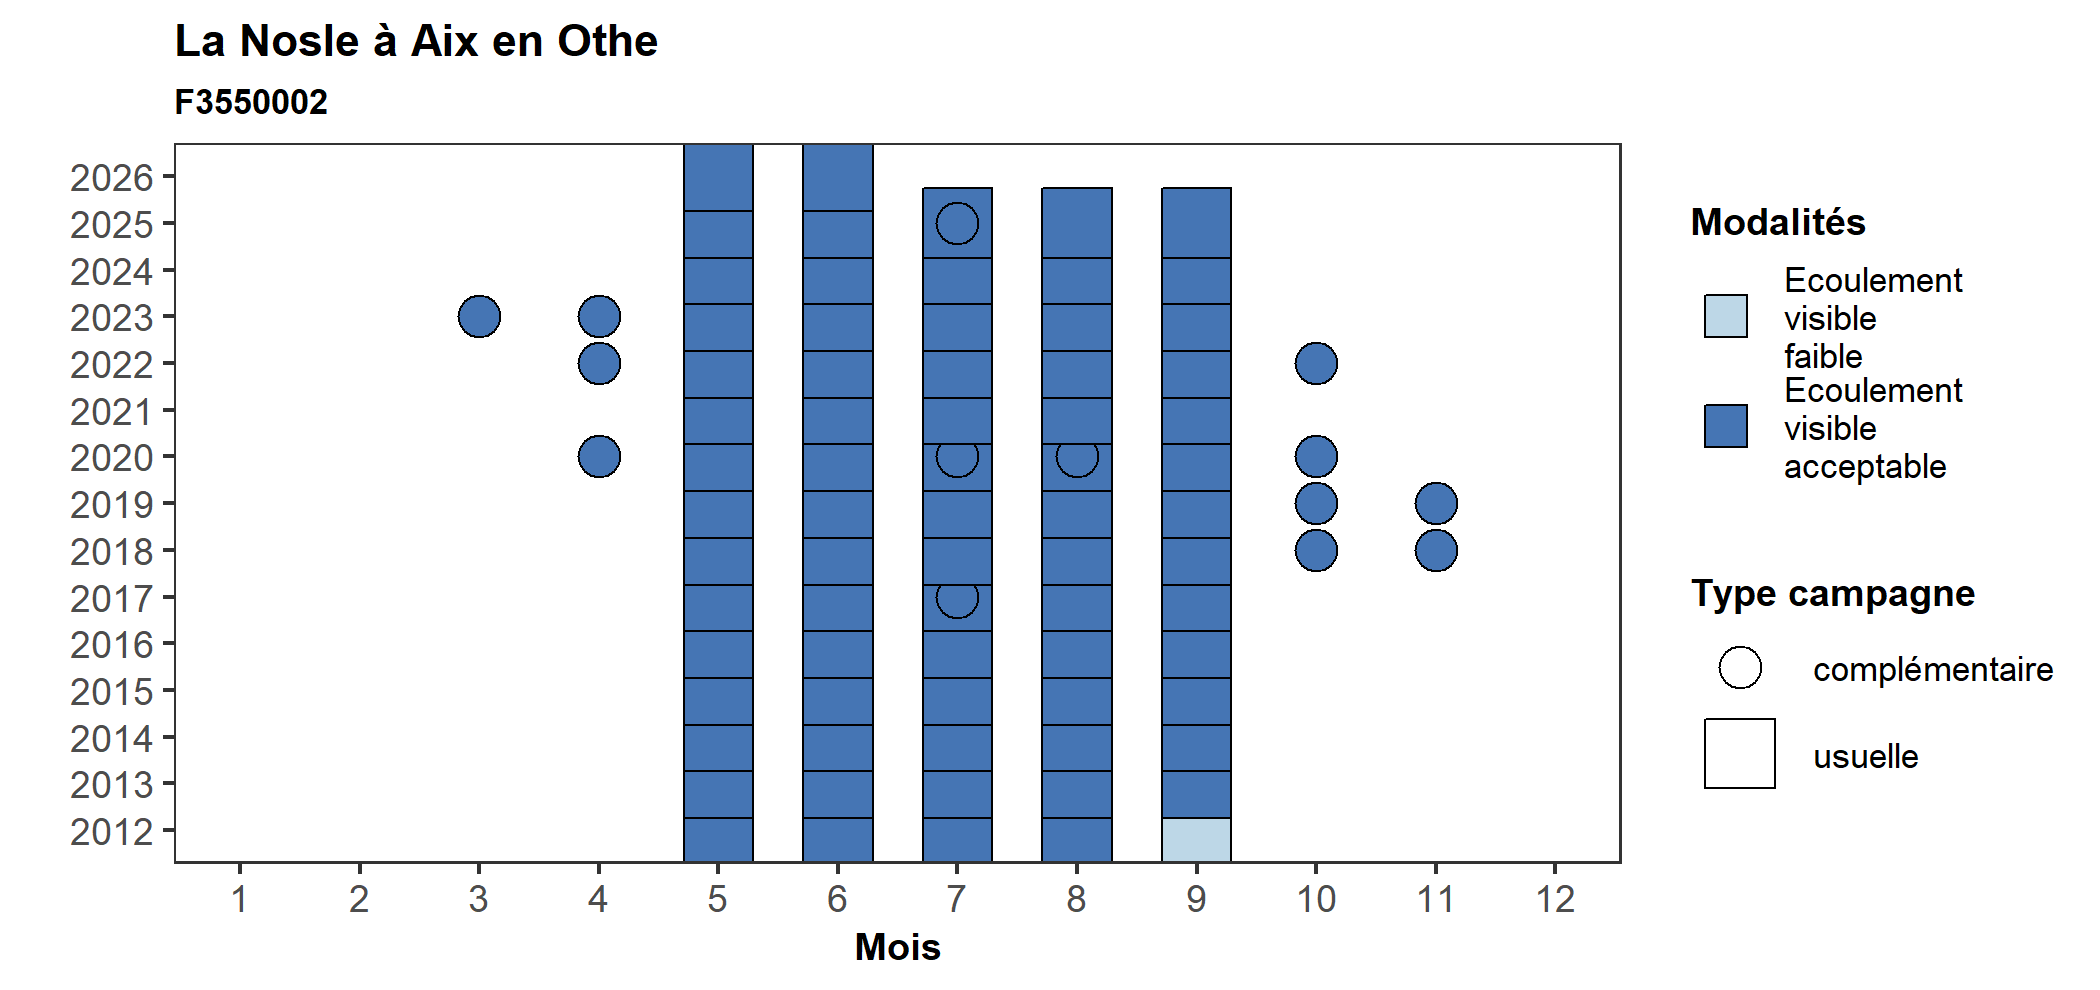 La Nosle à Aix en Othe
F3550002
2026
2025
2024
2023
2022
2021
2020
2019
2018
2017
2016
2015
2014
2013
2012
1 2 3 4 5 6 7 8 9 10 11 12
Mois
Modalités
Ecoulement
visible
faible
Ecoulement
visible
acceptable
Type campagne
complémentaire
usuelle